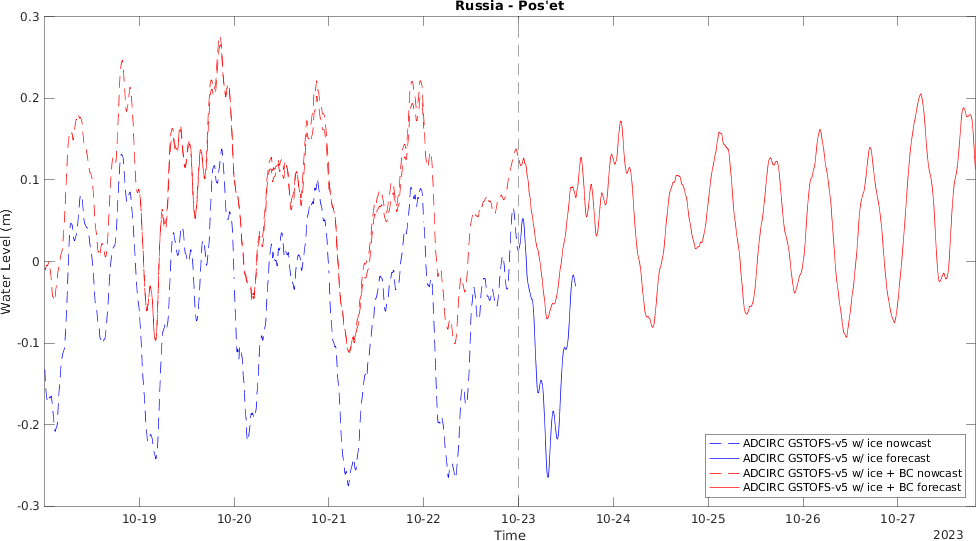 Russia - Pos'et
Water Level (m)
0.3
0.2
0.1
0
-0.1
-0.2
-0.3
ADCIRC GSTOFS-v5 w/ ice nowcast
ADCIRC GSTOFS-v5 w/ ice forecast
ADCIRC GSTOFS-v5 w/ ice + BC nowcast
ADCIRC GSTOFS-v5 w/ ice + BC forecast
10-19 10-20 10-21 10-22 10-23 10-24 10-25 10-26 10-27
Time
2023